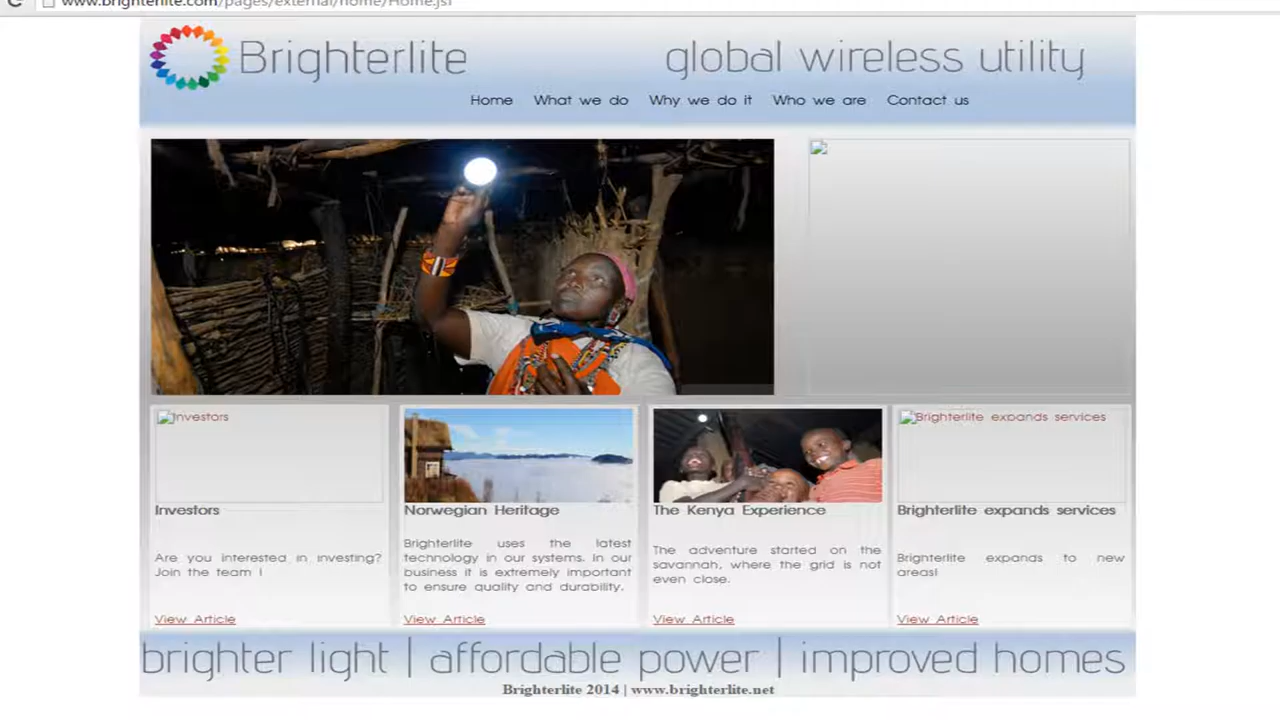 www.brighterlite.com/pages/external/home/Home.jsf
Brighterlite
global wireless utility
Home What we do Why we do it Who we are Contact us
Investors
Brighterlite expands services
Investors
Are you interested in investing?
Join the team !
View Article
Norwegian Heritage
Brighterlite uses the latest
technology in our systems. In our
business it is extremely important
to ensure quality and durability.
View Article
The Kenya Experience
The adventure started on the
savannah, where the grid is not
even close.
View Article
Brighterlite expands services
Brighterlite expands to new
areas!
View Article
brighter light | affordable power | improved homes
Brighterlite 2014 | www.brighterlite.net